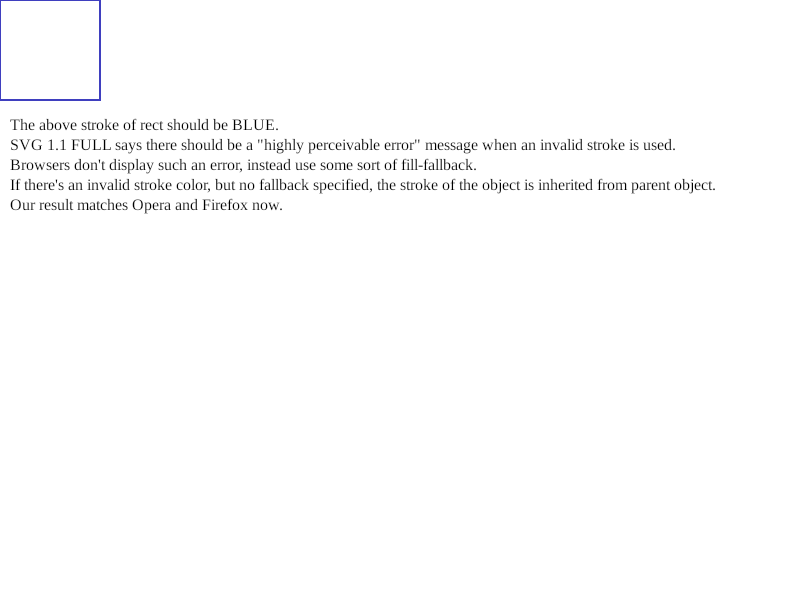 The above stroke of rect should be BLUE.
SVG 1.1 FULL says there should be a "highly perceivable error" message when an invalid stroke is used.
Browsers don't display such an error, instead use some sort of fill-fallback.
If there's an invalid stroke color, but no fallback specified, the stroke of the object is inherited from parent object.
Our result matches Opera and Firefox now.